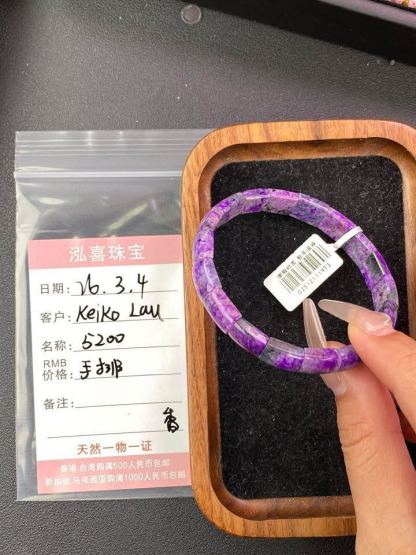 泓喜珠宝
日期: 26.3.4
客户: Keiko Lau
名称: 5200
RMB
价格: 手排
备注:
香
天然一物一证
香港.台湾购满500人民币包邮
新加坡.马来西亚购满1000人民币包邮